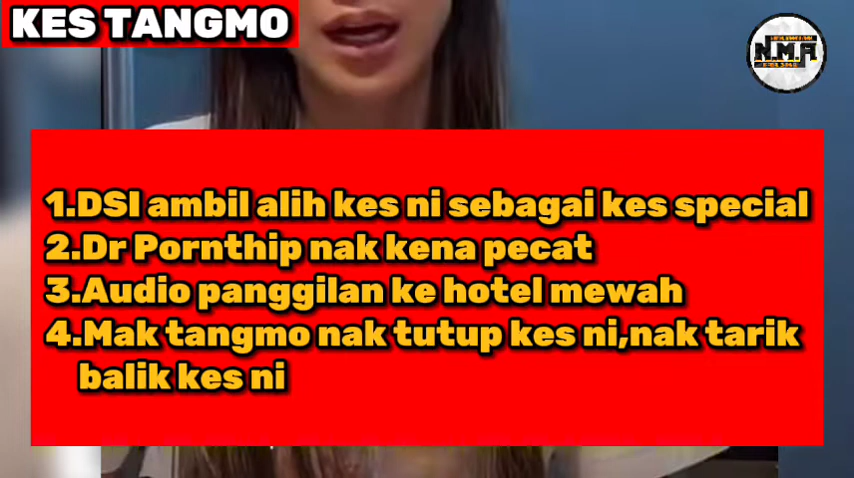 KES TANGMO
N.M.A
1.DSI ambil alih kes ni sebagai kes special
2.Dr Pornthip nak kena pecat
3.Audio panggilan ke hotel mewah
4.Mak tangmo nak tutup kes ni,nak tarik
balik kes ni